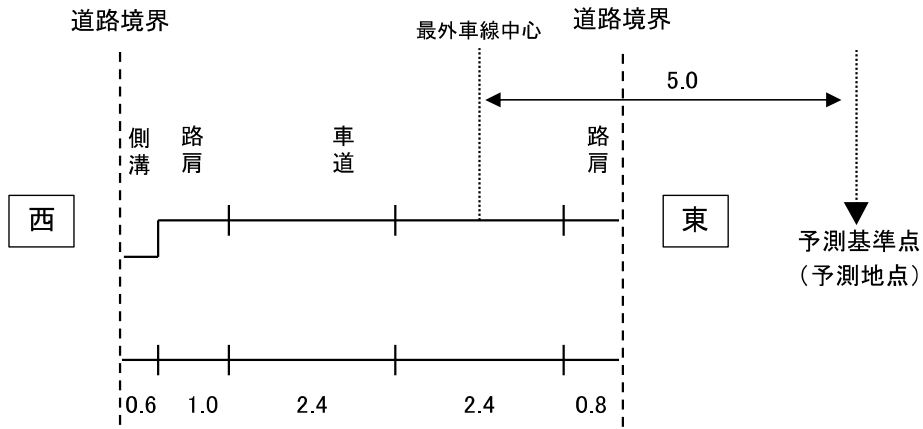 道路境界
最外車線中心
道路境界
5.0
側溝
路肩
車道
路肩
西
東
予測基準点
（予測地点）
0.6
1.0
2.4
2.4
0.8